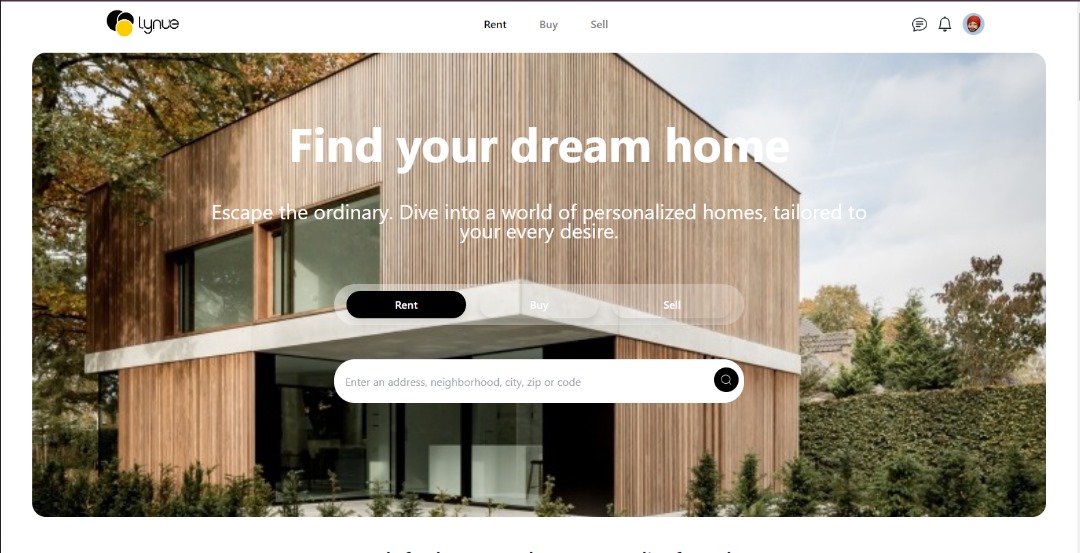 Lynue
Rent Buy Sell
Find your dream home
Escape the ordinary. Dive into a world of personalized homes, tailored to
your every desire.
Rent Buy Sell
Enter an address, neighborhood, city, zip or code